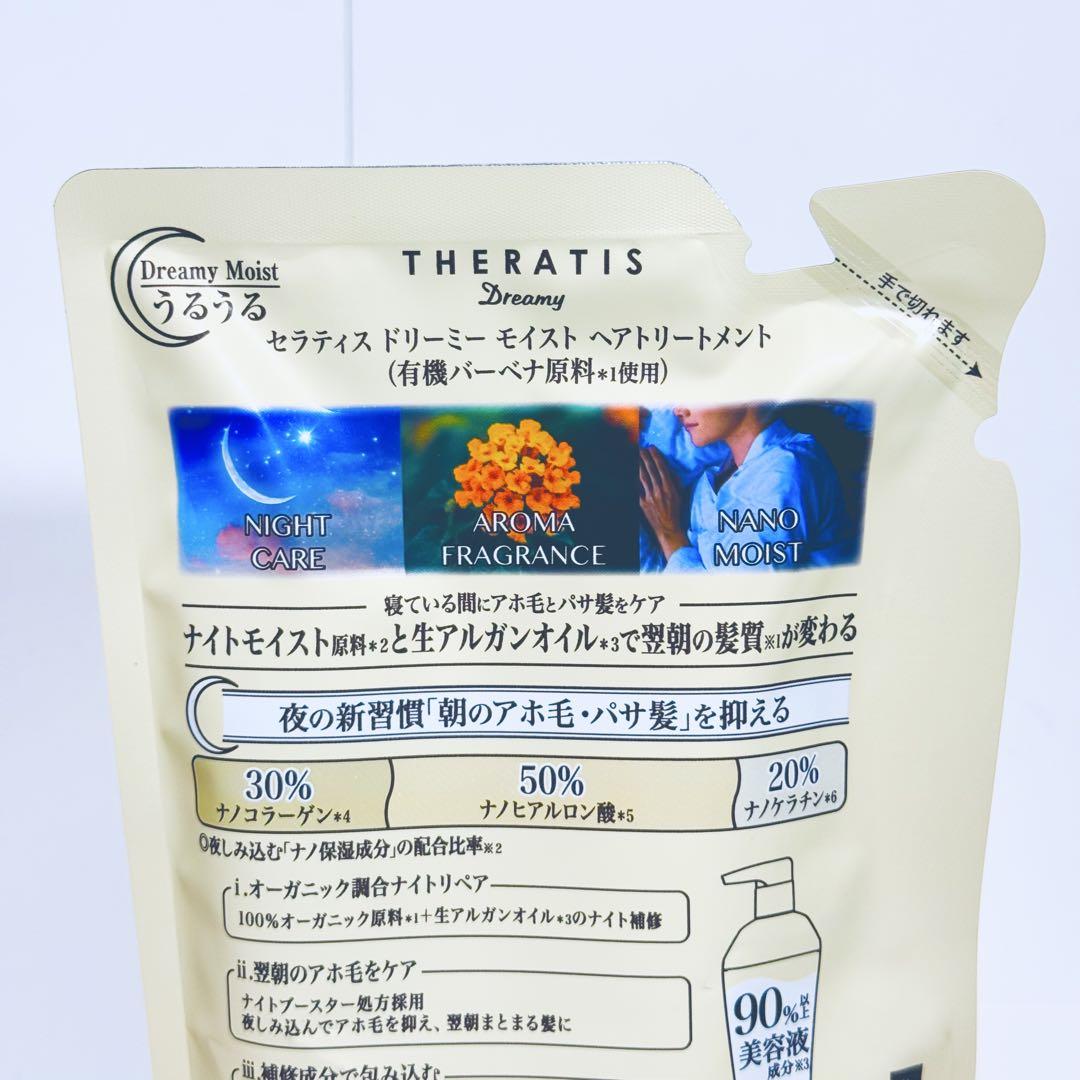 Dreamy Moist
うるうる
THERATIS
Dreamy
手で切れます
セラティス ドリーミー モイスト ヘアトリートメント
(有機バーベナ原料*1使用)
NIGHT
CARE
AROMA
FRAGRANCE
NANO
MOIST
寝ている間にアホ毛とパサ髪をケア
ナイトモイスト原料*2と生アルガンオイル*3で翌朝の髪質※1が変わる
夜の新習慣「朝のアホ毛・パサ髪」を抑える
30%
ナノコラーゲン*4
50%
ナノヒアルロン酸*5
20%
ナノケラチン*6
◎夜しみ込む「ナノ保湿成分」の配合比率※2
i.オーガニック調合ナイトリペア
100%オーガニック原料*1+生アルガンオイル*3のナイト補修
ii.翌朝のアホ毛をケア
ナイトブースター処方採用
夜しみ込んでアホ毛を抑え、翌朝まとまる髪に
iii.補修成分で包み込む
90%以上
美容液
成分※3